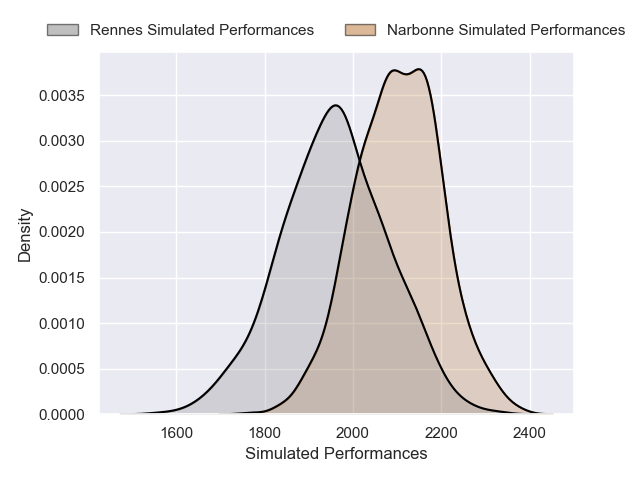 Rennes Simulated Performances Narbonne Simulated Performances
0.0035
0.0030
0.0025
0.0020
0.0015
0.0010
0.0005
0.0000
Density
1600 1800 2000 2200 2400
Simulated Performances